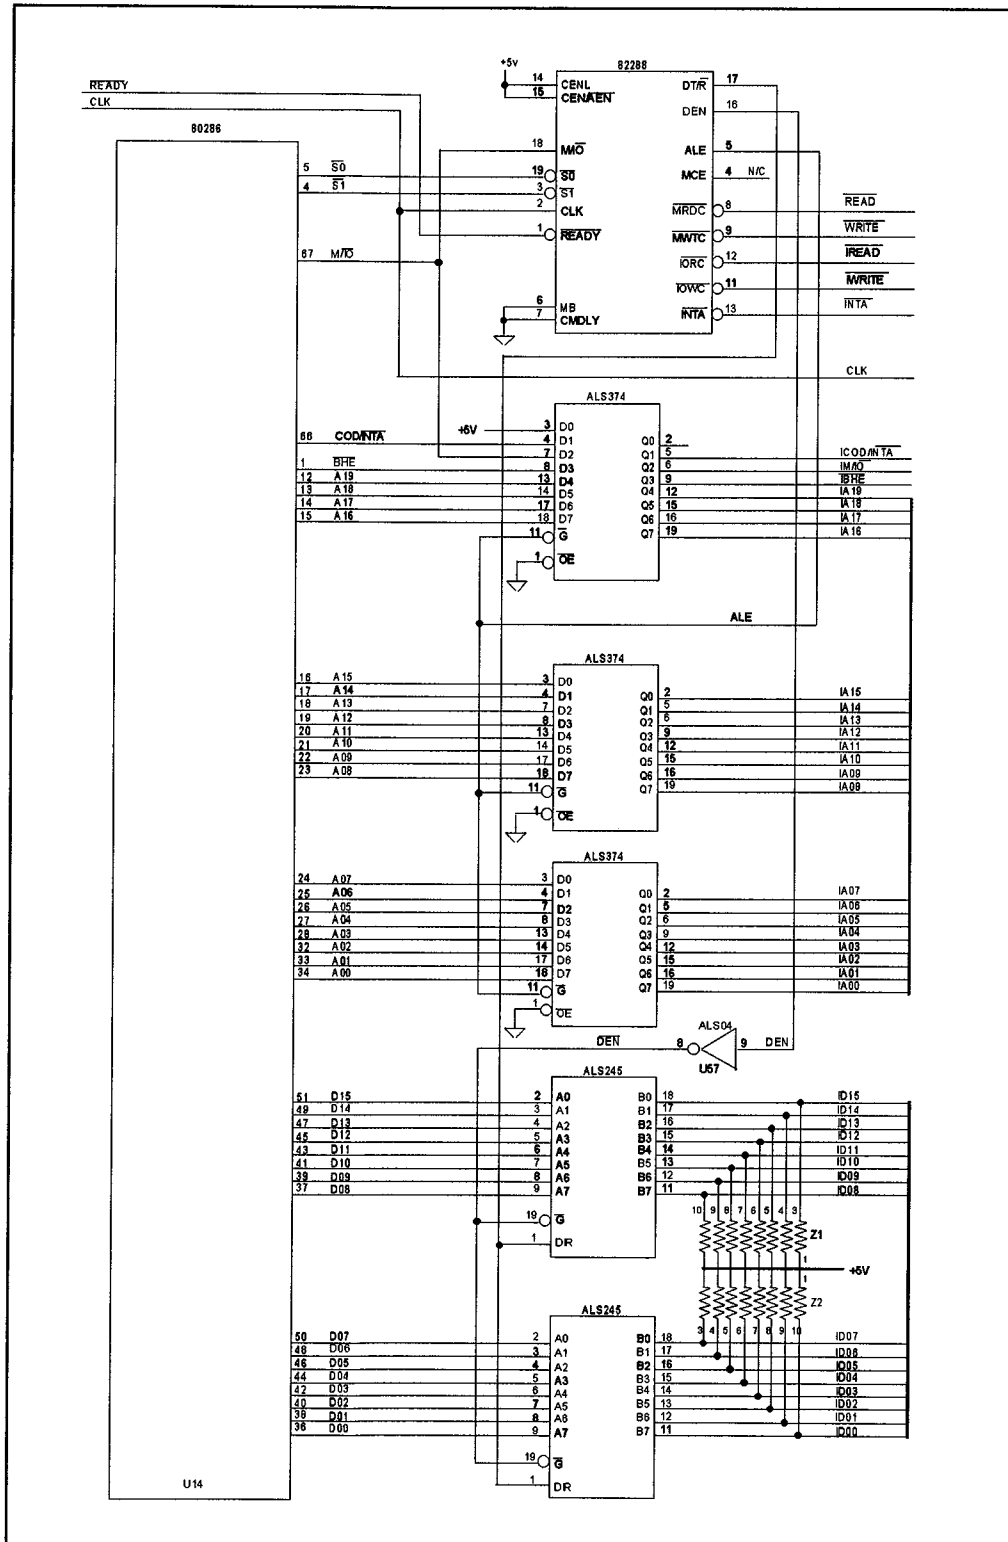 +5v
82288
READY
CLK
80286
14 CENL
15 CEN/AEN
18 M/IO
19 S0
3 S1
2 CLK
1 READY
6 MB
7 CMDLY
DT/R 17
DEN 16
ALE 5
MCE 4 N/C
MRDC 8 READ
MWTC 9 WRITE
IORC 12 IREAD
IOWC 11 IWRITE
INTA 13 INTA
5 S0
4 S1
67 M/IO
CLK
ALS374
+5V 3 D0
66 COD/INTA 4 D1
7 D2
1 BHE 8 D3
12 A19 13 D4
13 A18 14 D5
14 A17 17 D6
15 A16 18 D7
11 G
1 OE
Q0 2
Q1 5 ICOD/INTA
Q2 6 IM/IO
Q3 9 IBHE
Q4 12 IA19
Q5 15 IA18
Q6 16 IA17
Q7 19 IA16
ALE
ALS374
16 A15 3 D0
17 A14 4 D1
18 A13 7 D2
19 A12 8 D3
20 A11 13 D4
21 A10 14 D5
22 A09 17 D6
23 A08 18 D7
11 G
1 OE
Q0 2 IA15
Q1 5 IA14
Q2 6 IA13
Q3 9 IA12
Q4 12 IA11
Q5 15 IA10
Q6 16 IA09
Q7 19 IA08
ALS374
24 A07 3 D0
25 A06 4 D1
26 A05 7 D2
27 A04 8 D3
28 A03 13 D4
32 A02 14 D5
33 A01 17 D6
34 A00 18 D7
11 G
1 OE
Q0 2 IA07
Q1 5 IA06
Q2 6 IA05
Q3 9 IA04
Q4 12 IA03
Q5 15 IA02
Q6 16 IA01
Q7 19 IA00
ALS04
DEN 8 9 DEN
U57
ALS245
51 D15 2 A0
49 D14 3 A1
47 D13 4 A2
45 D12 5 A3
43 D11 6 A4
41 D10 7 A5
39 D09 8 A6
37 D08 9 A7
19 G
1 DIR
B0 18 ID15
B1 17 ID14
B2 16 ID13
B3 15 ID12
B4 14 ID11
B5 13 ID10
B6 12 ID09
B7 11 ID08
10 9 8 7 6 5 4 3
Z1
1
+5V
1
Z2
3 4 5 6 7 8 9 10
ALS245
50 D07 2 A0
48 D06 3 A1
46 D05 4 A2
44 D04 5 A3
42 D03 6 A4
40 D02 7 A5
38 D01 8 A6
36 D00 9 A7
19 G
1 DIR
B0 18 ID07
B1 17 ID06
B2 16 ID05
B3 15 ID04
B4 14 ID03
B5 13 ID02
B6 12 ID01
B7 11 ID00
U14